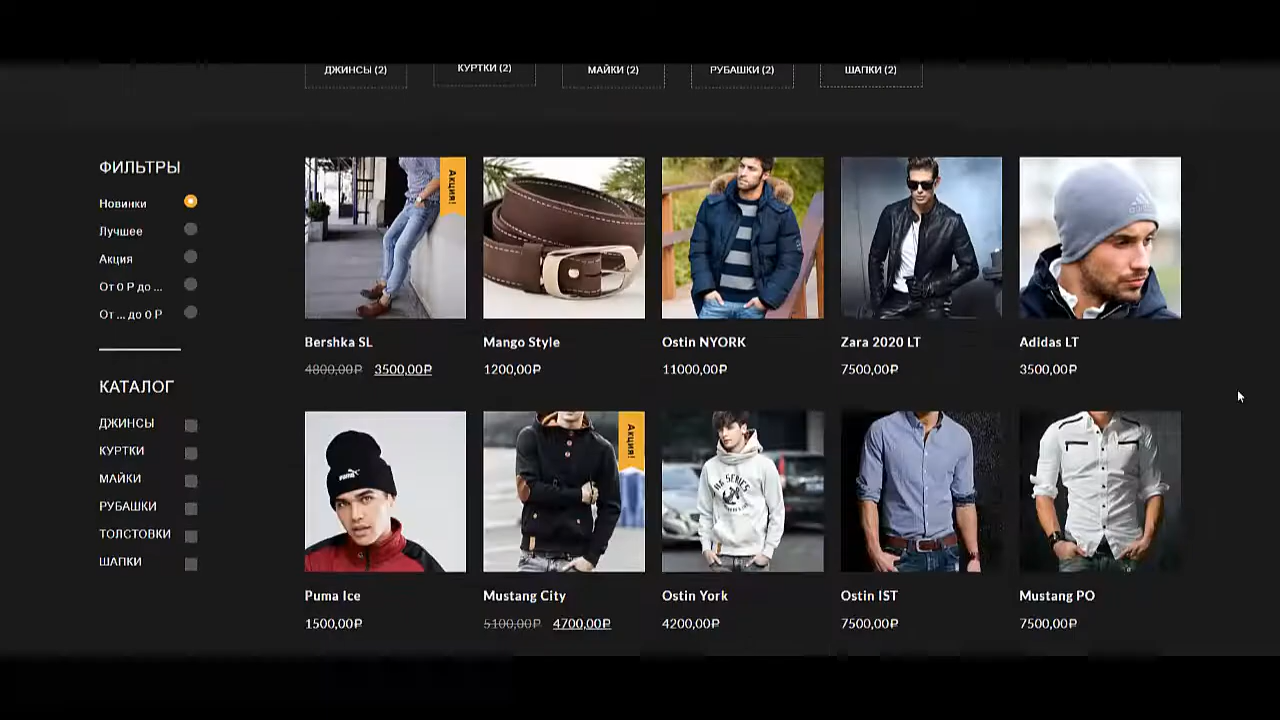 ДЖИНСЫ (2)
КУРТКИ (2)
МАЙКИ (2)
РУБАШКИ (2)
ШАПКИ (2)
ФИЛЬТРЫ
Новинки
Лучшее
Акция
От 0 Р до ...
От ... до 0 Р
КАТАЛОГ
ДЖИНСЫ
КУРТКИ
МАЙКИ
РУБАШКИ
ТОЛСТОВКИ
ШАПКИ
Акция!
Bershka SL
4800,00₽ 3500,00₽
Mango Style
1200,00₽
Ostin NYORK
11000,00₽
Zara 2020 LT
7500,00₽
adidas
Adidas LT
3500,00₽
PUMA
Puma Ice
1500,00₽
Акция!
Mustang City
5100,00₽ 4700,00₽
SERIES
Ostin York
4200,00₽
Ostin IST
7500,00₽
Mustang PO
7500,00₽